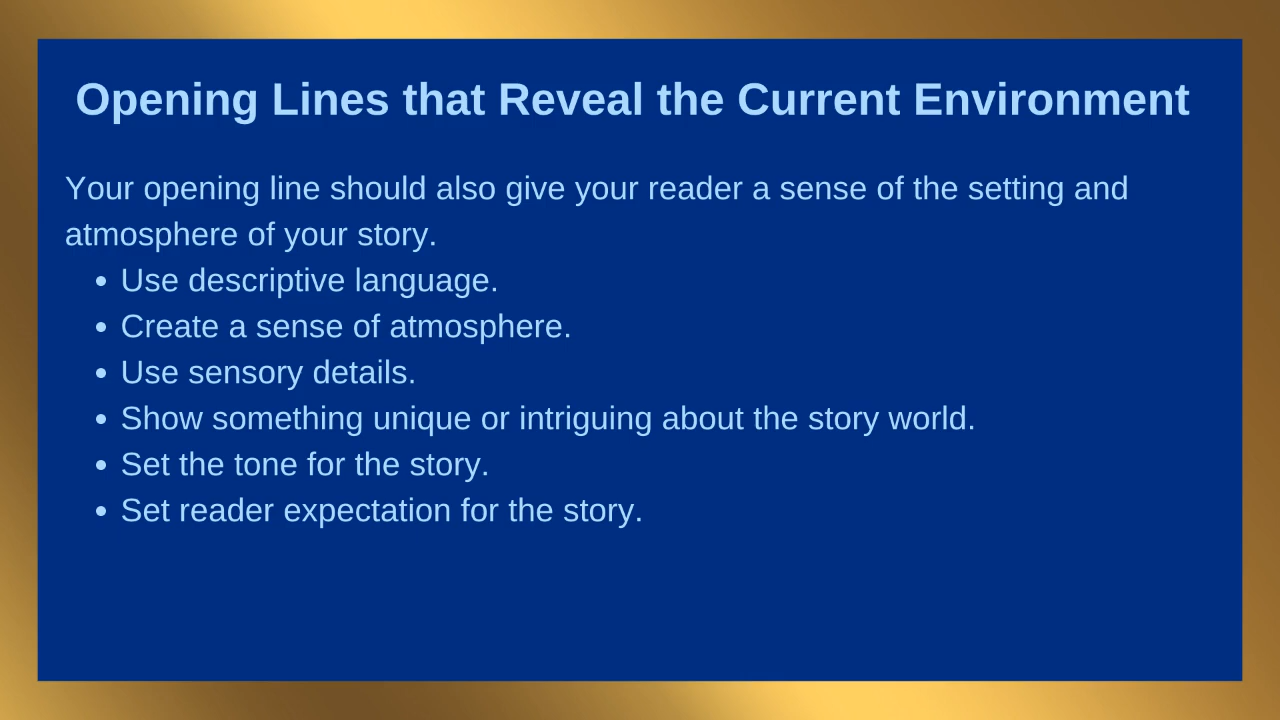 Opening Lines that Reveal the Current Environment
Your opening line should also give your reader a sense of the setting and
atmosphere of your story.
• Use descriptive language.
• Create a sense of atmosphere.
• Use sensory details.
• Show something unique or intriguing about the story world.
• Set the tone for the story.
• Set reader expectation for the story.